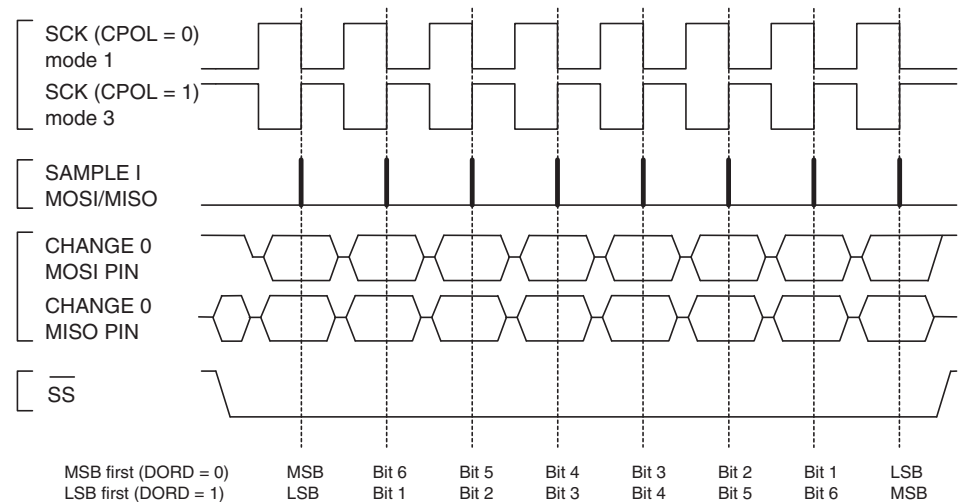 SCK (CPOL = 0)
mode 1
SCK (CPOL = 1)
mode 3
SAMPLE I
MOSI/MISO
CHANGE 0
MOSI PIN
CHANGE 0
MISO PIN
SS
MSB first (DORD = 0) MSB Bit 6 Bit 5 Bit 4 Bit 3 Bit 2 Bit 1 LSB
LSB first (DORD = 1) LSB Bit 1 Bit 2 Bit 3 Bit 4 Bit 5 Bit 6 MSB